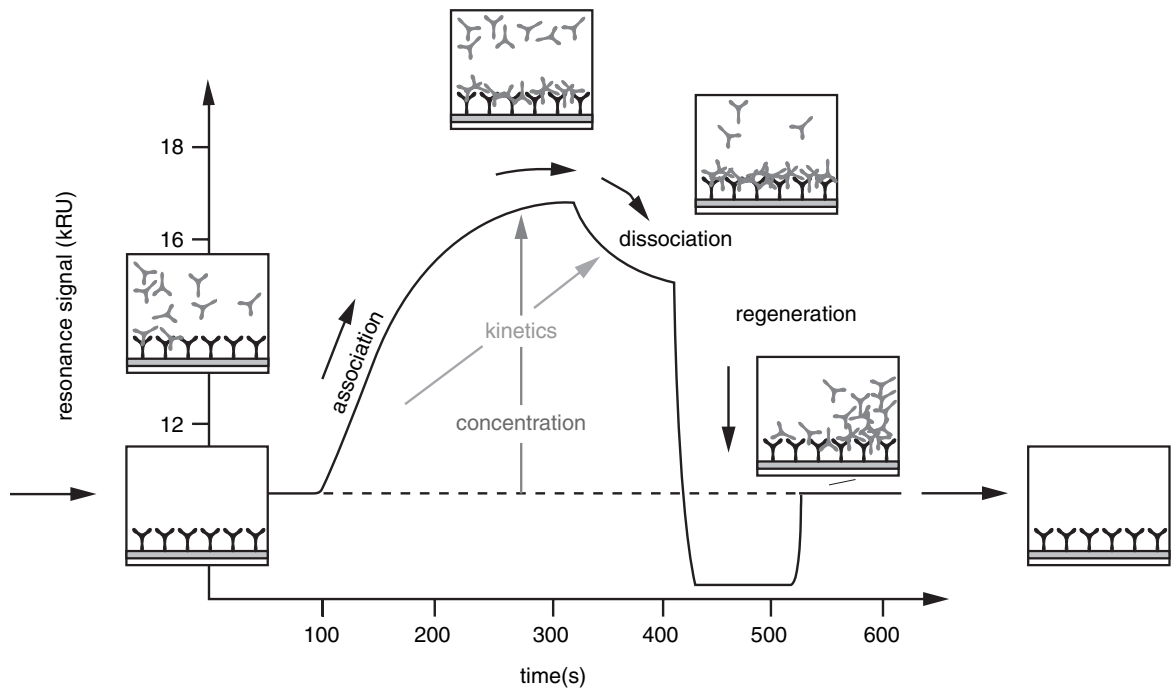 18
16
12
resonance signal (kRU)
association
dissociation
kinetics
concentration
regeneration
100
200
300
400
500
600
time(s)